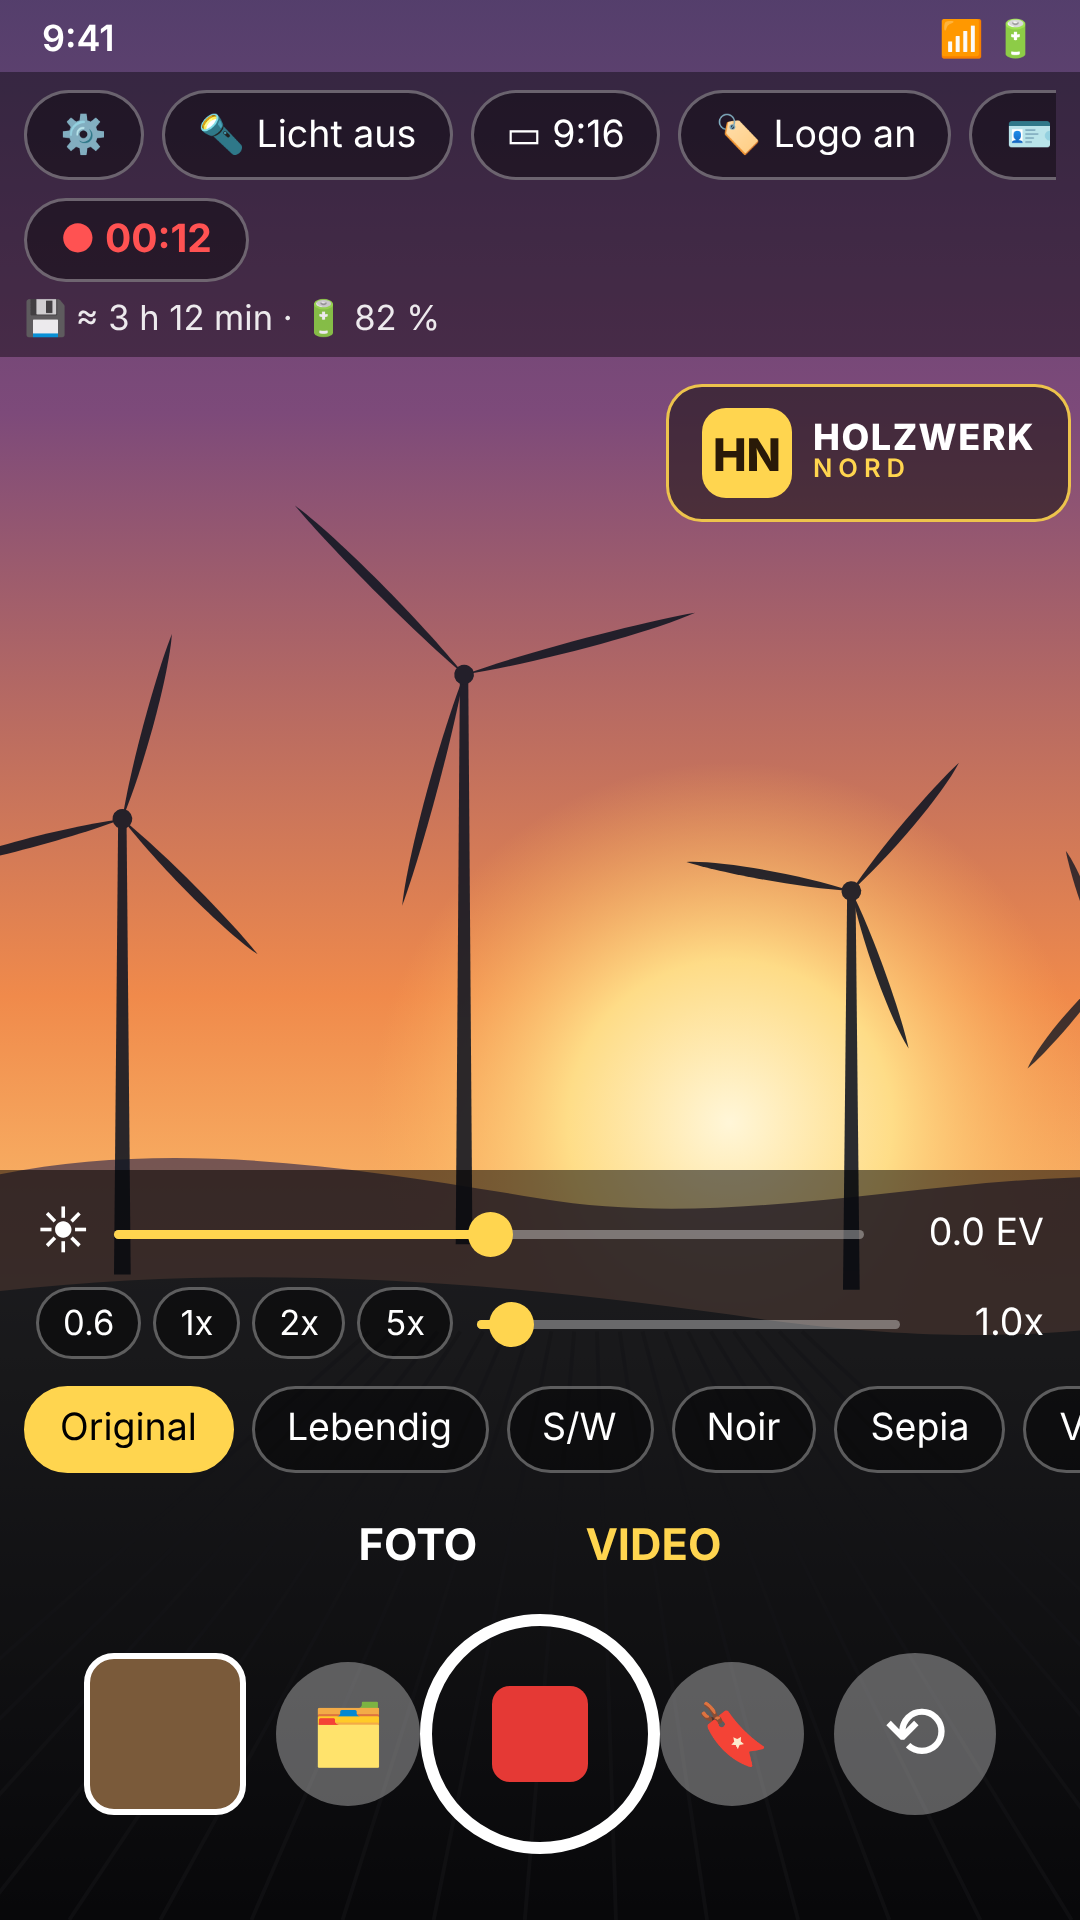 9:41
Licht aus
9:16
Logo an
00:12
≈ 3 h 12 min · 82 %
HN
HOLZWERK
NORD
0.0 EV
0.6 1x 2x 5x 1.0x
Original Lebendig S/W Noir Sepia
FOTO VIDEO